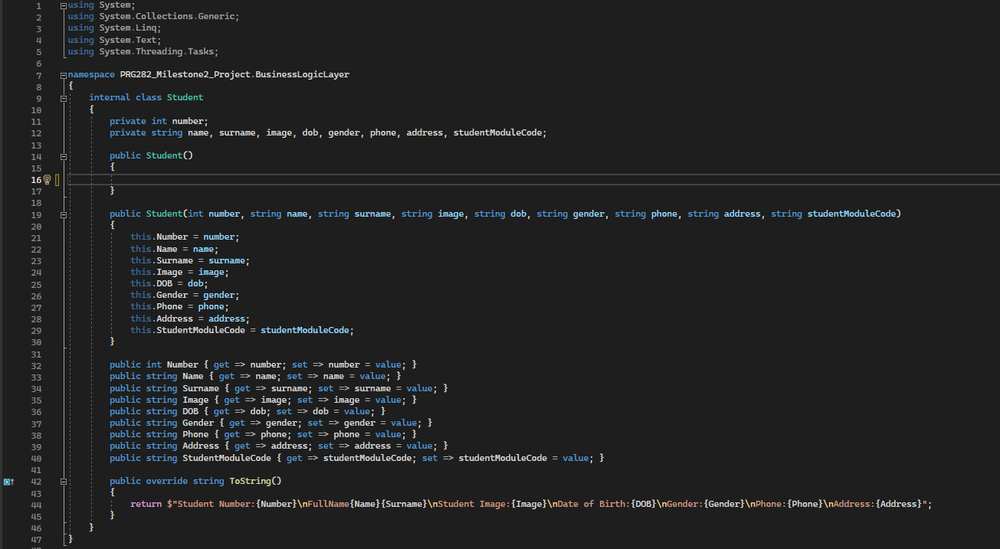 1 using System;
2 using System.Collections.Generic;
3 using System.Linq;
4 using System.Text;
5 using System.Threading.Tasks;
6
7 namespace PRG282_Milestone2_Project.BusinessLogicLayer
8 {
9 internal class Student
10 {
11 private int number;
12 private string name, surname, image, dob, gender, phone, address, studentModuleCode;
13
14 public Student()
15 {
16
17 }
18
19 public Student(int number, string name, string surname, string image, string dob, string gender, string phone, string address, string studentModuleCode)
20 {
21 this.Number = number;
22 this.Name = name;
23 this.Surname = surname;
24 this.Image = image;
25 this.DOB = dob;
26 this.Gender = gender;
27 this.Phone = phone;
28 this.Address = address;
29 this.StudentModuleCode = studentModuleCode;
30 }
31
32 public int Number { get => number; set => number = value; }
33 public string Name { get => name; set => name = value; }
34 public string Surname { get => surname; set => surname = value; }
35 public string Image { get => image; set => image = value; }
36 public string DOB { get => dob; set => dob = value; }
37 public string Gender { get => gender; set => gender = value; }
38 public string Phone { get => phone; set => phone = value; }
39 public string Address { get => address; set => address = value; }
40 public string StudentModuleCode { get => studentModuleCode; set => studentModuleCode = value; }
41
42 public override string ToString()
43 {
44 return $"Student Number:{Number}\nFullName{Name}{Surname}\nStudent Image:{Image}\nDate of Birth:{DOB}\nGender:{Gender}\nPhone:{Phone}\nAddress:{Address}";
45 }
46 }
47 }